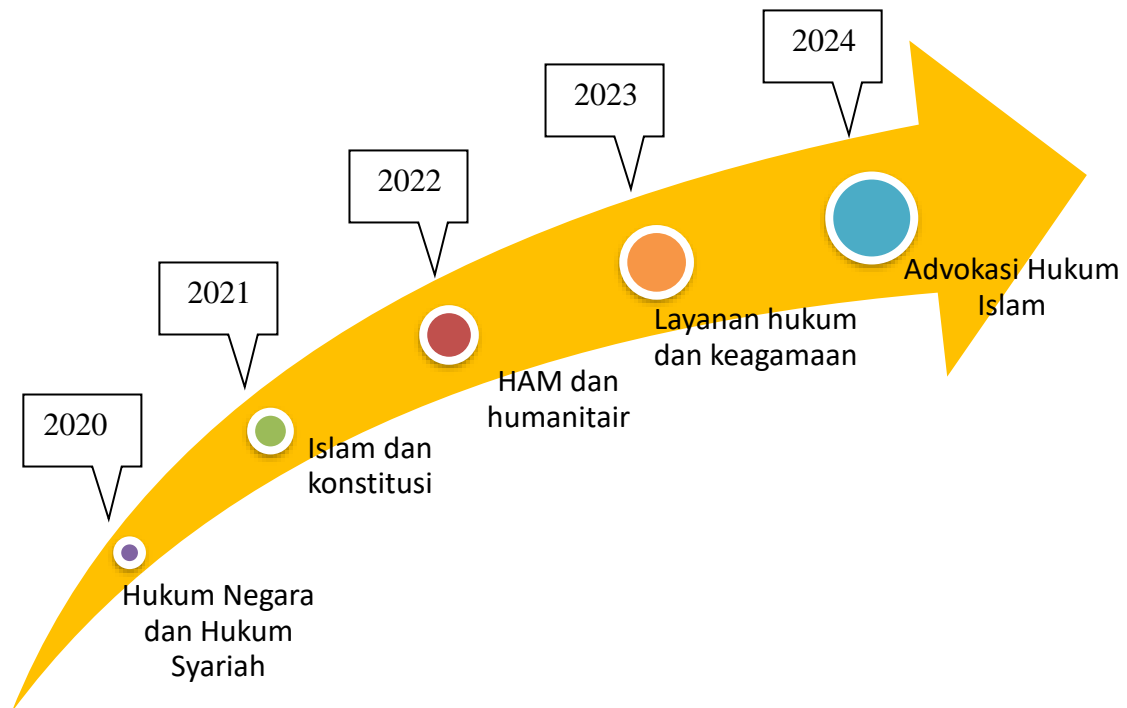 2020
Hukum Negara
dan Hukum
Syariah
2021
Islam dan
konstitusi
2022
HAM dan
humanitair
2023
Layanan hukum
dan keagamaan
2024
Advokasi Hukum
Islam